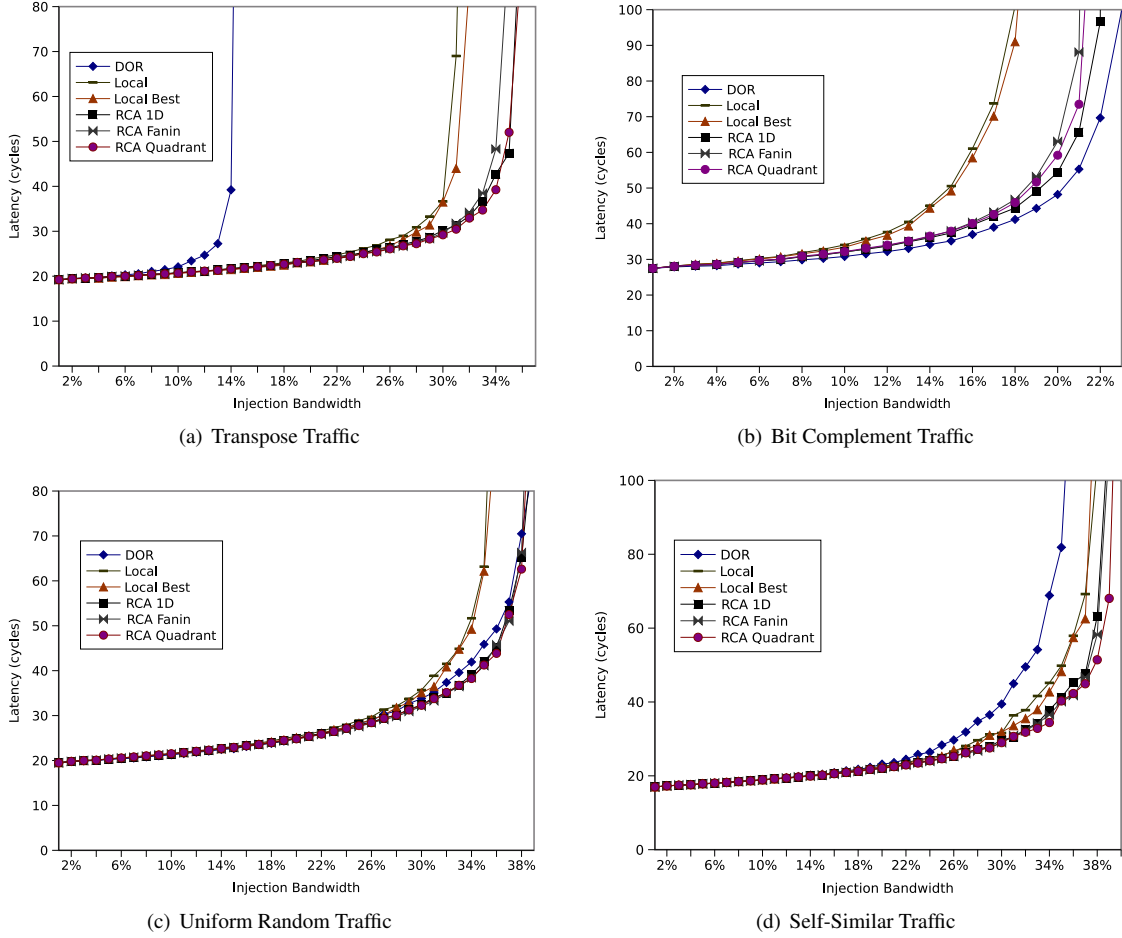 80
70
60
50
40
30
20
10
0
Latency (cycles)
DOR
Local
Local Best
RCA 1D
RCA Fanin
RCA Quadrant
2% 6% 10% 14% 18% 22% 26% 30% 34%
Injection Bandwidth
(a) Transpose Traffic
100
90
80
70
60
50
40
30
20
10
0
Latency (cycles)
DOR
Local
Local Best
RCA 1D
RCA Fanin
RCA Quadrant
2% 4% 6% 8% 10% 12% 14% 16% 18% 20% 22%
Injection Bandwidth
(b) Bit Complement Traffic
80
70
60
50
40
30
20
10
0
Latency (cycles)
DOR
Local
Local Best
RCA 1D
RCA Fanin
RCA Quadrant
2% 6% 10% 14% 18% 22% 26% 30% 34% 38%
Injection Bandwidth
(c) Uniform Random Traffic
100
80
60
40
20
0
Latency (cycles)
DOR
Local
Local Best
RCA 1D
RCA Fanin
RCA Quadrant
2% 6% 10% 14% 18% 22% 26% 30% 34% 38%
Injection Bandwidth
(d) Self-Similar Traffic